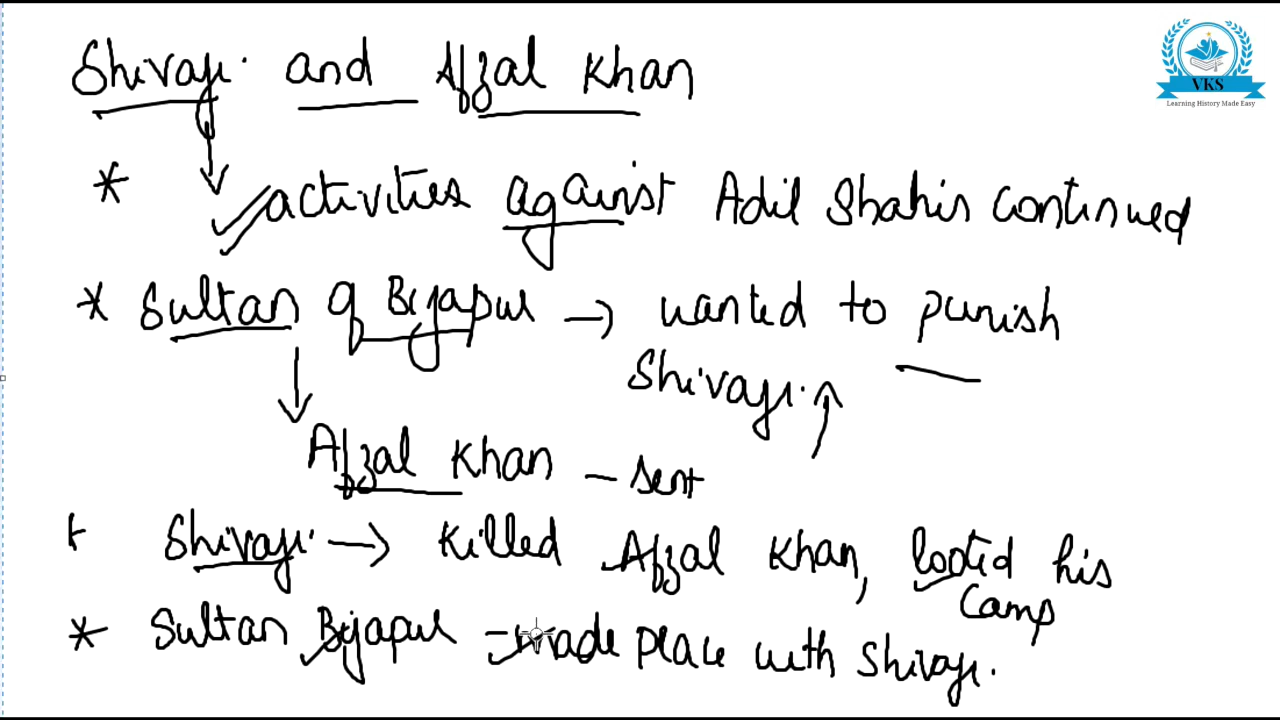 Shivaji and Afzal Khan
VKS
Learning History Made Easy
* activities against Adil Shahis continued
* Sultan of Bijapur → wanted to punish
Shivaji.
Afzal Khan - sent
Shivaji → Killed Afzal Khan, looted his
Camp
* Sultan Bijapur - made peace with Shivaji.